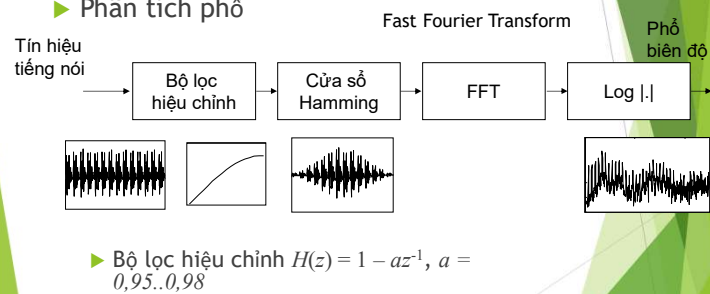 Phân tích phổ
Fast Fourier Transform
Tín hiệu
tiếng nói
Phổ
biên độ
Bộ lọc
hiệu chỉnh
Cửa sổ
Hamming
FFT
Log |.|
Bộ lọc hiệu chỉnh H(z) = 1 – az⁻¹, a =
0,95..0,98